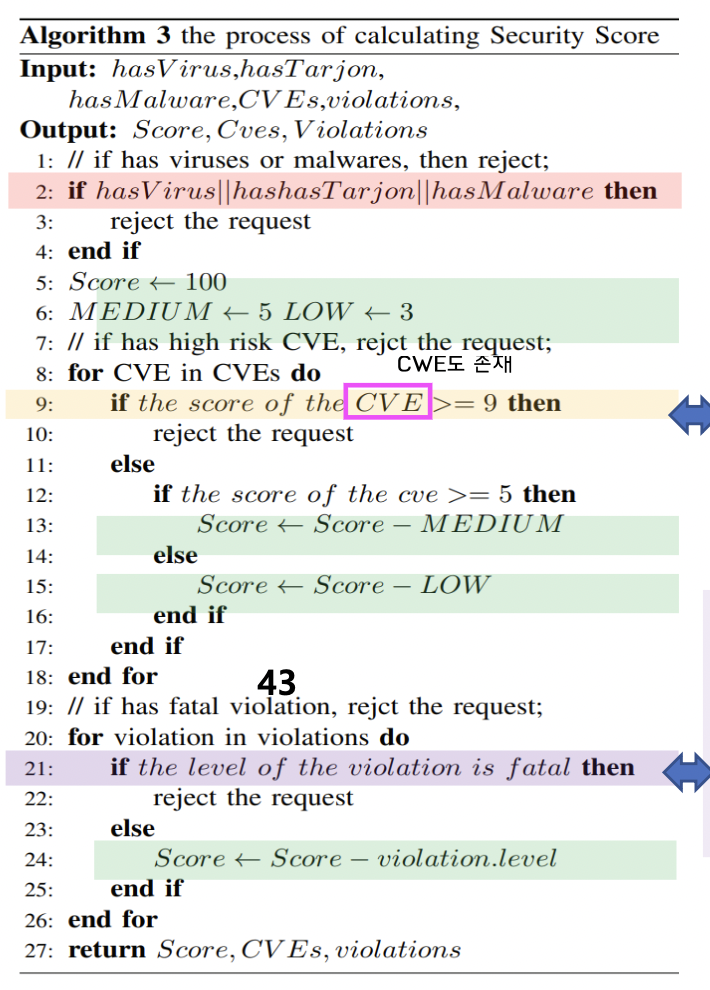 Algorithm 3 the process of calculating Security Score
Input: hasVirus,hasTarjon,
hasMalware,CVEs,violations,
Output: Score, Cves, Violations
1: // if has viruses or malwares, then reject;
2: if hasVirus||hashasTarjon||hasMalware then
3: reject the request
4: end if
5: Score ← 100
6: MEDIUM ← 5 LOW ← 3
7: // if has high risk CVE, rejct the request;
CWE도 존재
8: for CVE in CVEs do
9: if the score of the CVE >= 9 then
10: reject the request
11: else
12: if the score of the cve >= 5 then
13: Score ← Score − MEDIUM
14: else
15: Score ← Score − LOW
16: end if
17: end if
18: end for
43
19: // if has fatal violation, rejct the request;
20: for violation in violations do
21: if the level of the violation is fatal then
22: reject the request
23: else
24: Score ← Score − violation.level
25: end if
26: end for
27: return Score, CVEs, violations